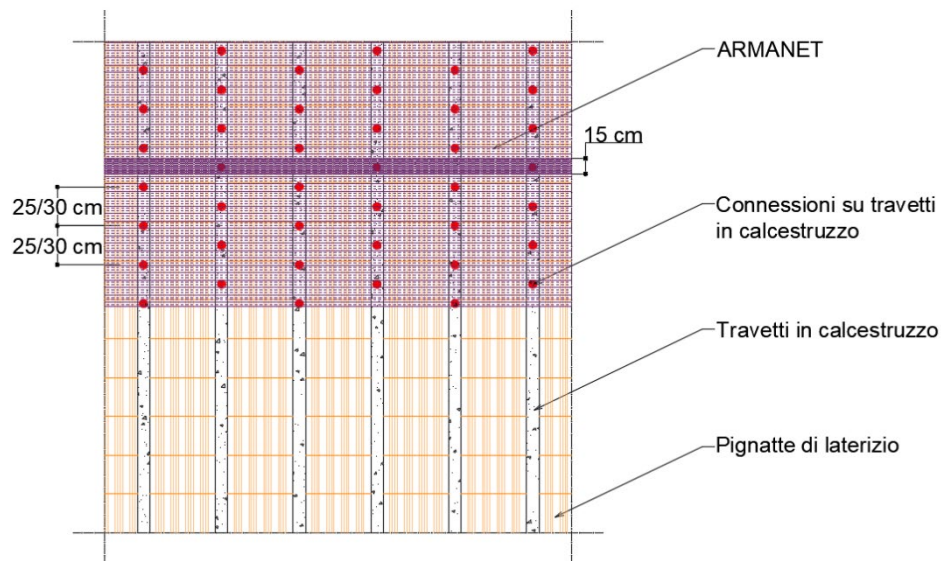 ARMANET
15 cm
25/30 cm
25/30 cm
Connessioni su travetti
in calcestruzzo
Travetti in calcestruzzo
Pignatte di laterizio